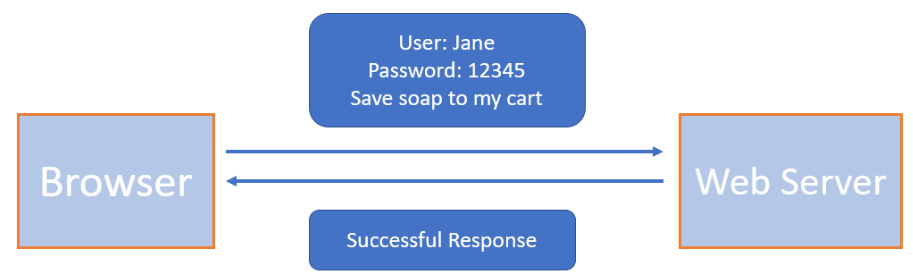 User: Jane
Password: 12345
Save soap to my cart
Browser
Web Server
Successful Response